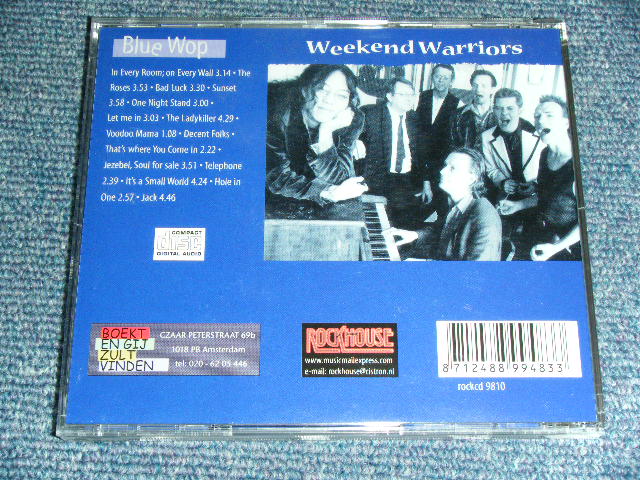 Blue Wop
Weekend Warriors
In Every Room; on Every Wall 3.14 • The
Roses 3.53 • Bad Luck 3.30 • Sunset
3.58 • One Night Stand 3.00 •
Let me in 3.03 • The Ladykiller 4.29 •
Voodoo Mama 1.08 • Decent Folks •
That's where You Come in 2.22 •
Jezebel, Soul for sale 3.51 • Telephone
2.39 • It's a Small World 4.24 • Hole in
One 2.57 • Jack 4.46
COMPACT
disc
DIGITAL AUDIO
BOEKT
EN GIJ
ZULT
VINDEN
CZAAR PETERSTRAAT 69b
1018 PB Amsterdam
tel: 020 - 62 05 446
ROCKHOUSE
www.musicmailexpress.com
e-mail: rockhouse@cistron.nl
8 712488 994833
rockcd 9810